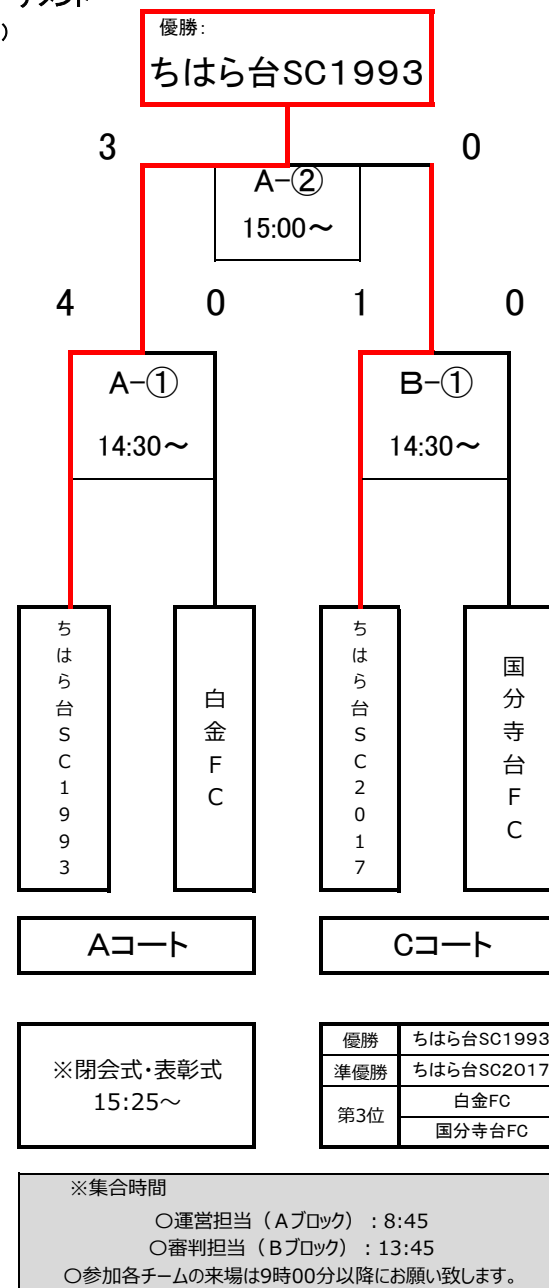 優勝:
ちはら台SC1993
3 0
A-②
15:00～
4 0 1 0
A-① B-①
14:30～ 14:30～
ちはら台SC1993
白金FC
ちはら台SC2017
国分寺台FC
Aコート Cコート
※閉会式・表彰式
15:25～
優勝 ちはら台SC1993
準優勝 ちはら台SC2017
第3位 白金FC
国分寺台FC
※集合時間
○運営担当（Aブロック）：8:45
○審判担当（Bブロック）：13:45
○参加各チームの来場は9時00分以降にお願い致します。